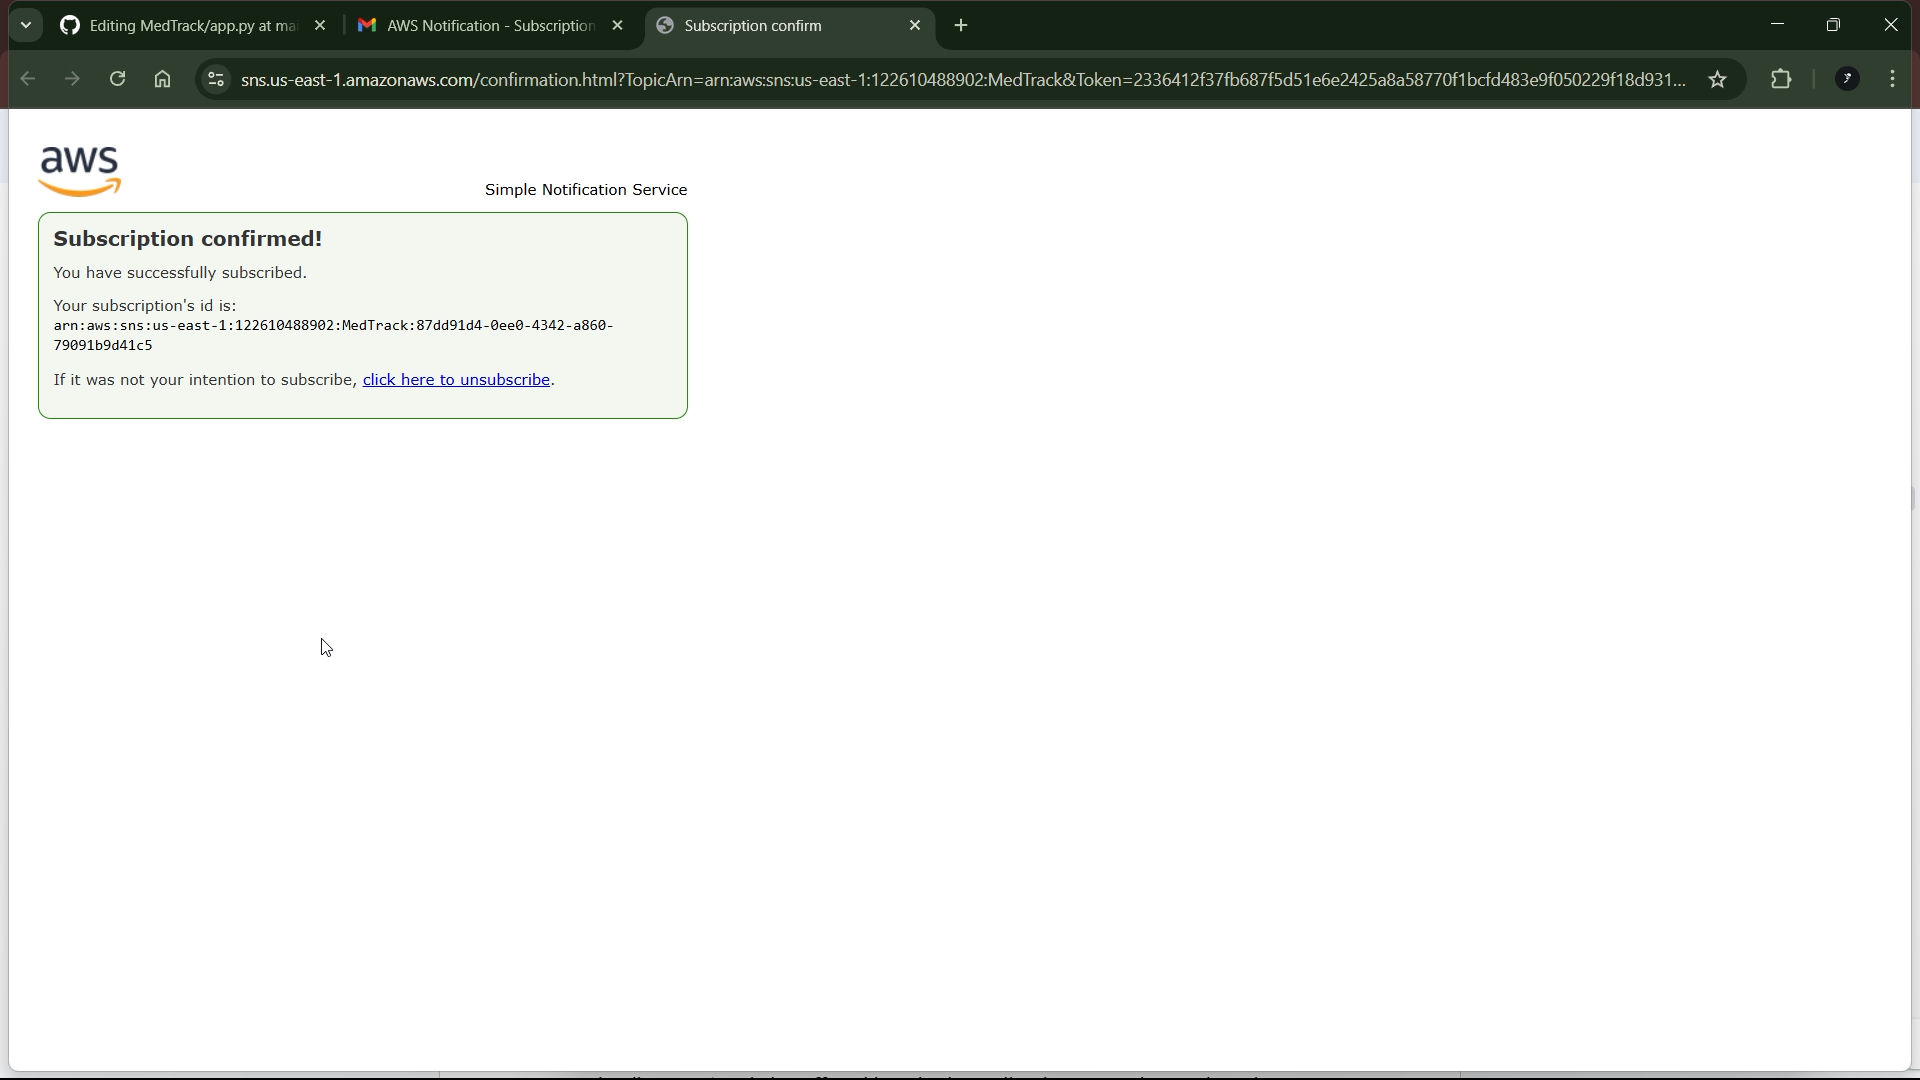 Editing MedTrack/app.py at mai
AWS Notification - Subscription
Subscription confirm
sns.us-east-1.amazonaws.com/confirmation.html?TopicArn=arn:aws:sns:us-east-1:122610488902:MedTrack&Token=2336412f37fb687f5d51e6e2425a8a58770f1bcfd483e9f050229f18d931...
aws
Simple Notification Service
Subscription confirmed!
You have successfully subscribed.
Your subscription's id is:
arn:aws:sns:us-east-1:122610488902:MedTrack:87dd91d4-0ee0-4342-a860-
79091b9d41c5
If it was not your intention to subscribe, click here to unsubscribe.